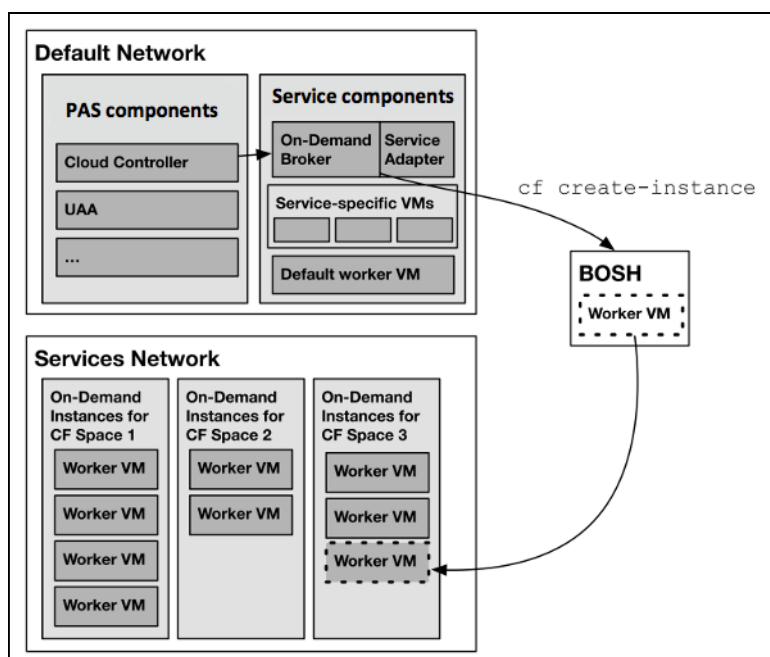 Default Network
PAS components
Cloud Controller
UAA
...
Service components
On-Demand
Broker
Service
Adapter
Service-specific VMs
Default worker VM
cf create-instance
BOSH
Worker VM
Services Network
On-Demand
Instances for
CF Space 1
Worker VM
Worker VM
Worker VM
Worker VM
On-Demand
Instances for
CF Space 2
Worker VM
Worker VM
On-Demand
Instances for
CF Space 3
Worker VM
Worker VM
Worker VM